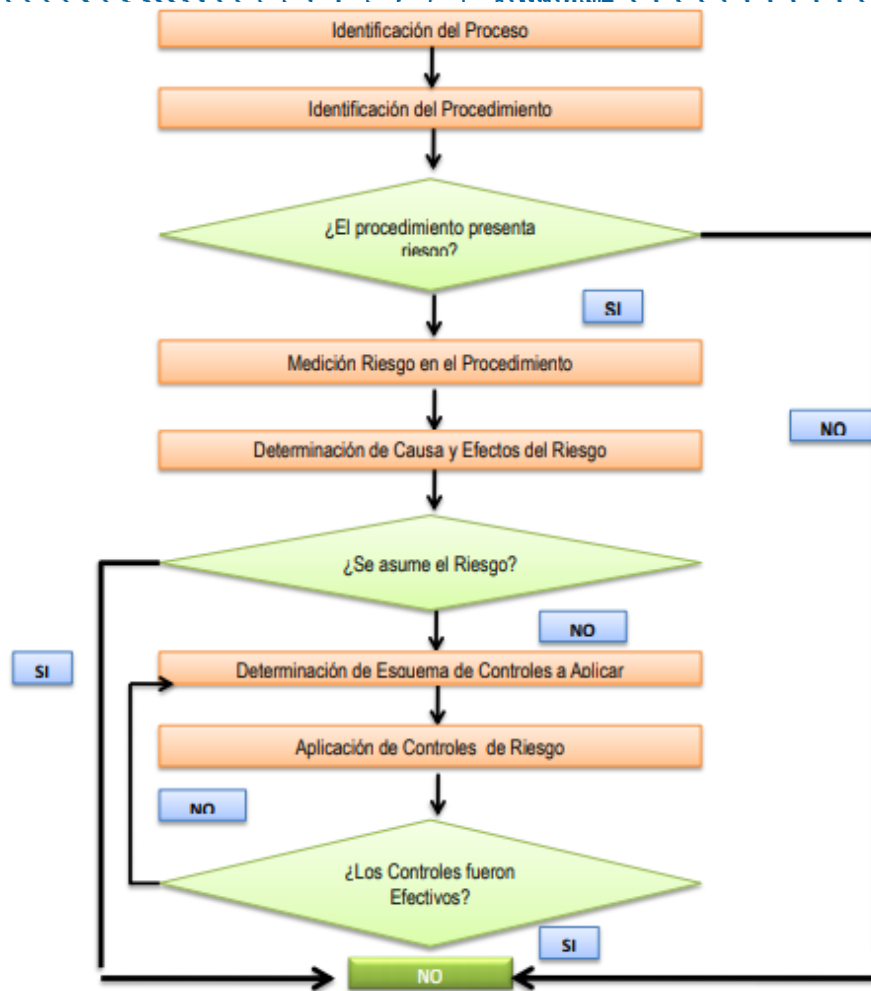 Identificación del Proceso
Identificación del Procedimiento
¿El procedimiento presenta
riesgo?
SI
Medición Riesgo en el Procedimiento
NO
Determinación de Causa y Efectos del Riesgo
¿Se asume el Riesgo?
NO
SI
Determinación de Esquema de Controles a Aplicar
Aplicación de Controles de Riesgo
NO
¿Los Controles fueron
Efectivos?
SI
NO